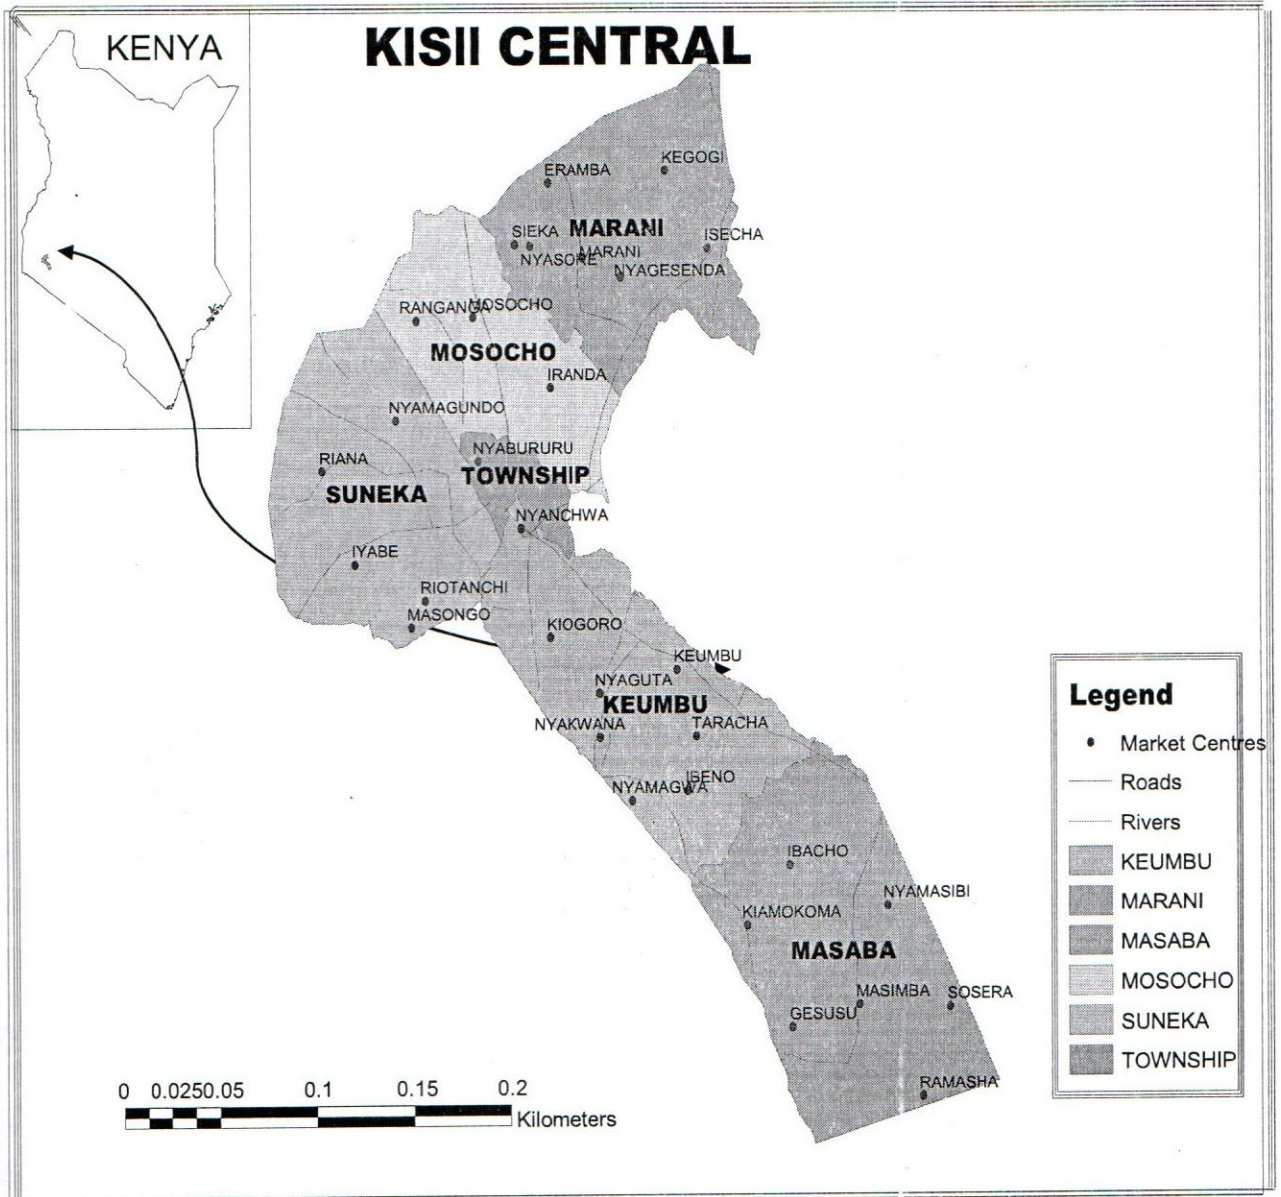 KENYA
KISII CENTRAL
KEGOGI
ERAMBA
MARANI
SIEKA
ISECHA
MARANI
NYASORE
NYAGESENDA
MOSOCHO
RANGANGA
MOSOCHO
IRANDA
NYAMAGUNDO
NYABURURU
RIANA
TOWNSHIP
SUNEKA
NYANCHWA
IYABE
RIOTANCHI
MASONGO
KIOGORO
KEUMBU
NYAGUTA
KEUMBU
NYAKWANA
TARACHA
IBENO
NYAMAGWA
IBACHO
NYAMASIBI
KIAMOKOMA
MASABA
MASIMBA
SOSERA
GESUSU
RAMASHA
Legend
Market Centres
Roads
Rivers
KEUMBU
MARANI
MASABA
MOSOCHO
SUNEKA
TOWNSHIP
0 0.0250.05 0.1 0.15 0.2
Kilometers